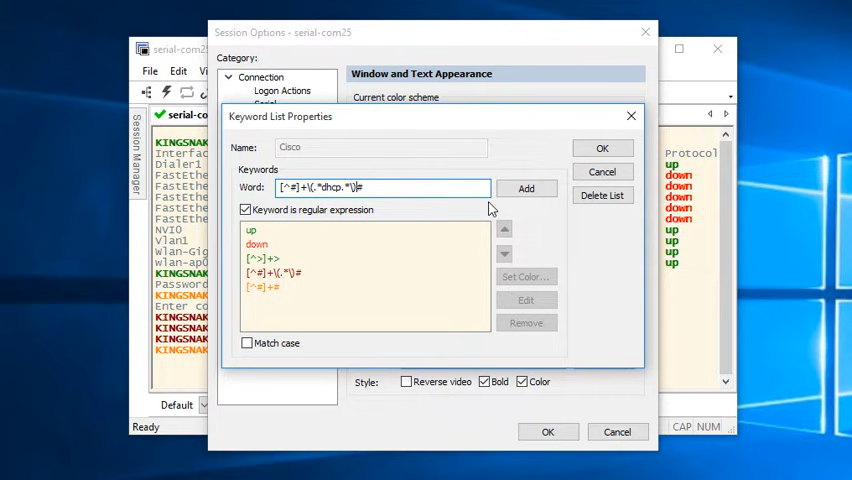 Session Options - serial-com25
Category:
Connection
Logon Actions
Window and Text Appearance
Current color scheme
serial-com25
File Edit
Session Manager
Keyword List Properties
Name: Cisco
Keywords
Word: [^#]+\(.*dhcp.*\)#
Keyword is regular expression
up
down
[^>]+>
[^#]+\(.*\)#
[^#]+#
Match case
OK
Cancel
Delete List
Add
Set Color...
Edit
Remove
KINGSNAK
Interfac
Dialer1
FastEthe
FastEthe
FastEthe
FastEthe
FastEthe
NVI0
Vlan1
Wlan-Gig
wlan-ap0
KINGSNAK
Password
KINGSNAK
Enter co
KINGSNAK
KINGSNAK
KINGSNAK
KINGSNAK
Protocol
up
down
down
down
down
up
up
up
up
Style: Reverse video Bold Color
Default
Ready
OK Cancel
CAP NUM